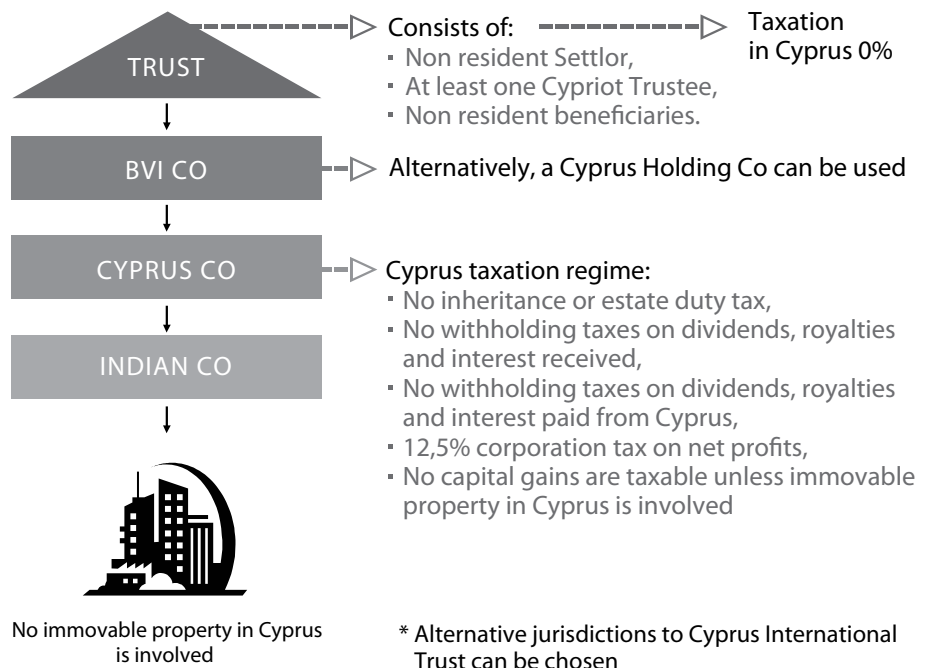 TRUST
Consists of:
▪ Non resident Settlor,
▪ At least one Cypriot Trustee,
▪ Non resident beneficiaries.
Taxation
in Cyprus 0%
BVI CO
Alternatively, a Cyprus Holding Co can be used
CYPRUS CO
Cyprus taxation regime:
▪ No inheritance or estate duty tax,
▪ No withholding taxes on dividends, royalties
and interest received,
▪ No withholding taxes on dividends, royalties
and interest paid from Cyprus,
▪ 12,5% corporation tax on net profits,
▪ No capital gains are taxable unless immovable
property in Cyprus is involved
INDIAN CO
No immovable property in Cyprus
is involved
* Alternative jurisdictions to Cyprus International
Trust can be chosen